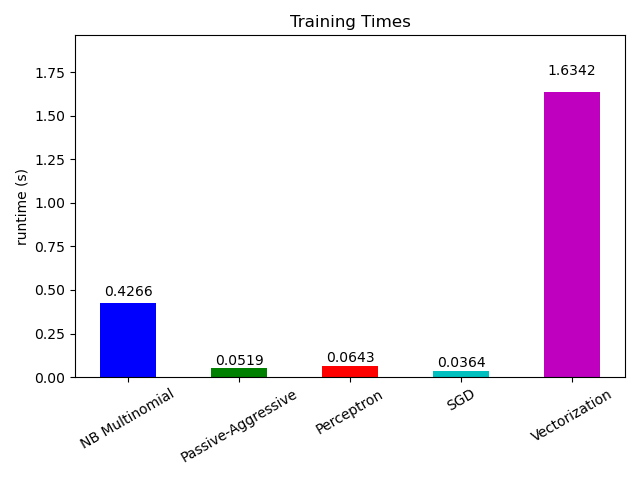 Training Times
runtime (s)
1.75
1.50
1.25
1.00
0.75
0.50
0.25
0.00
0.4266
0.0519
0.0643
0.0364
1.6342
NB Multinomial
Passive-Aggressive
Perceptron
SGD
Vectorization